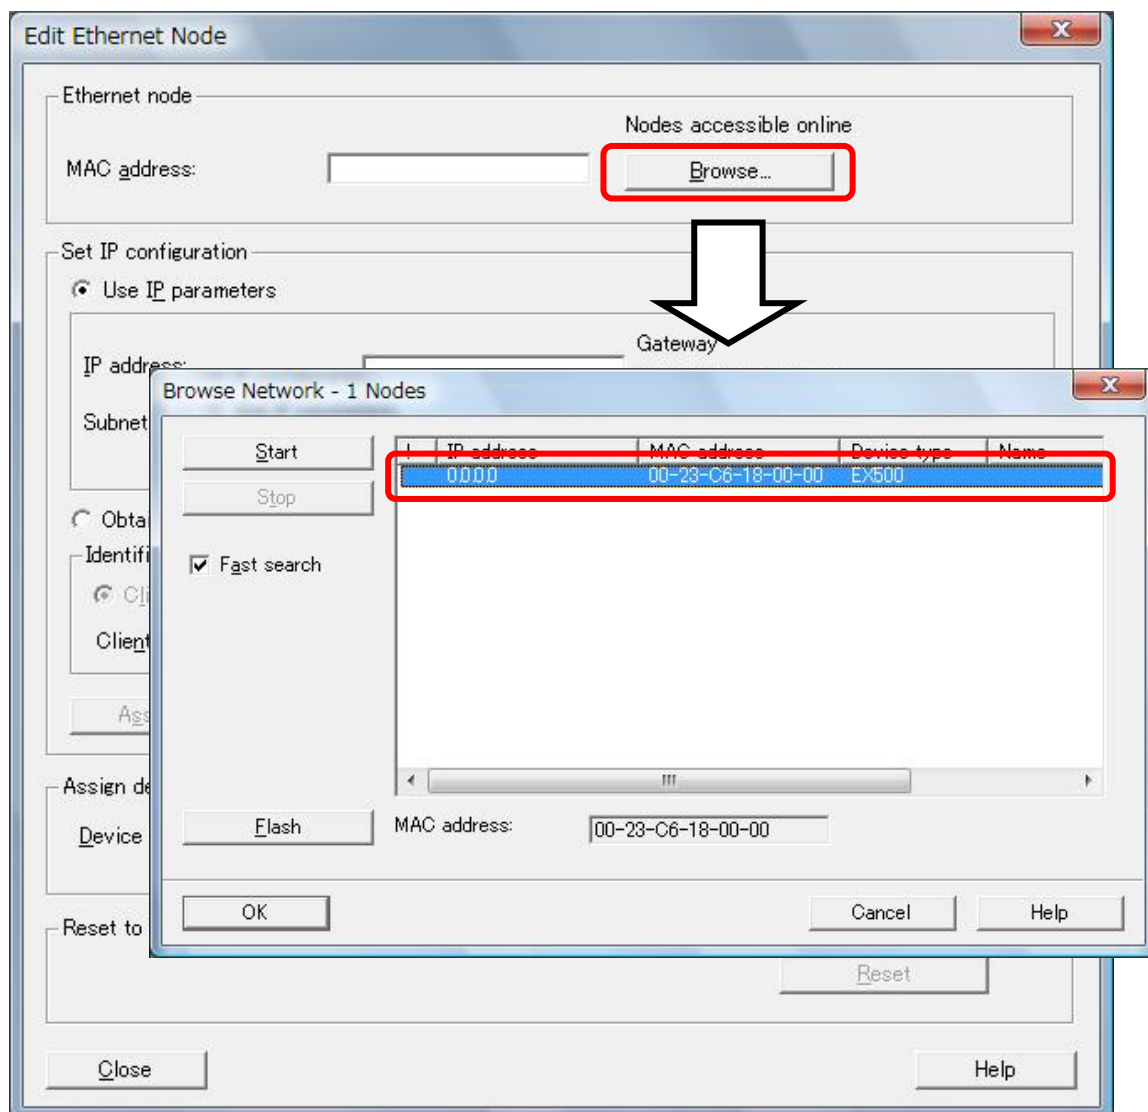 Edit Ethernet Node
Ethernet node
Nodes accessible online
MAC address:
Browse...
Set IP configuration
Use IP parameters
Gateway
IP address:
Subnet
Browse Network - 1 Nodes
Start
IP address MAC address Device type Name
0.0.0.0 00-23-C6-18-00-00 EX500
Stop
Fast search
Obtai
Identifi
Cli
Client
Ass
Assign de
Device
Flash
MAC address:
00-23-C6-18-00-00
OK
Cancel
Help
Reset to
Reset
Close
Help